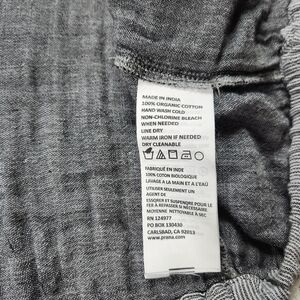 MADE IN INDIA
100% ORGANIC COTTON
HAND WASH COLD
NON-CHLORINE BLEACH
WHEN NEEDED
LINE DRY
WARM IRON IF NEEDED
DRY CLEANABLE
FABRIQUÉ EN INDE
100% COTON BIOLOGIQUE
LAVAGE À LA MAIN ET A L'EAU
UTILISER SEULEMENT UN
AGENT DE
ESSORER ET SUSPENDRE POUR LE
FER À REPASSER SI NÉCESSAIRE
MOYENNE NETTOYABLE À SEC
RN 124977
PO BOX 130430
CARLSBAD, CA 92013
www.prana.com